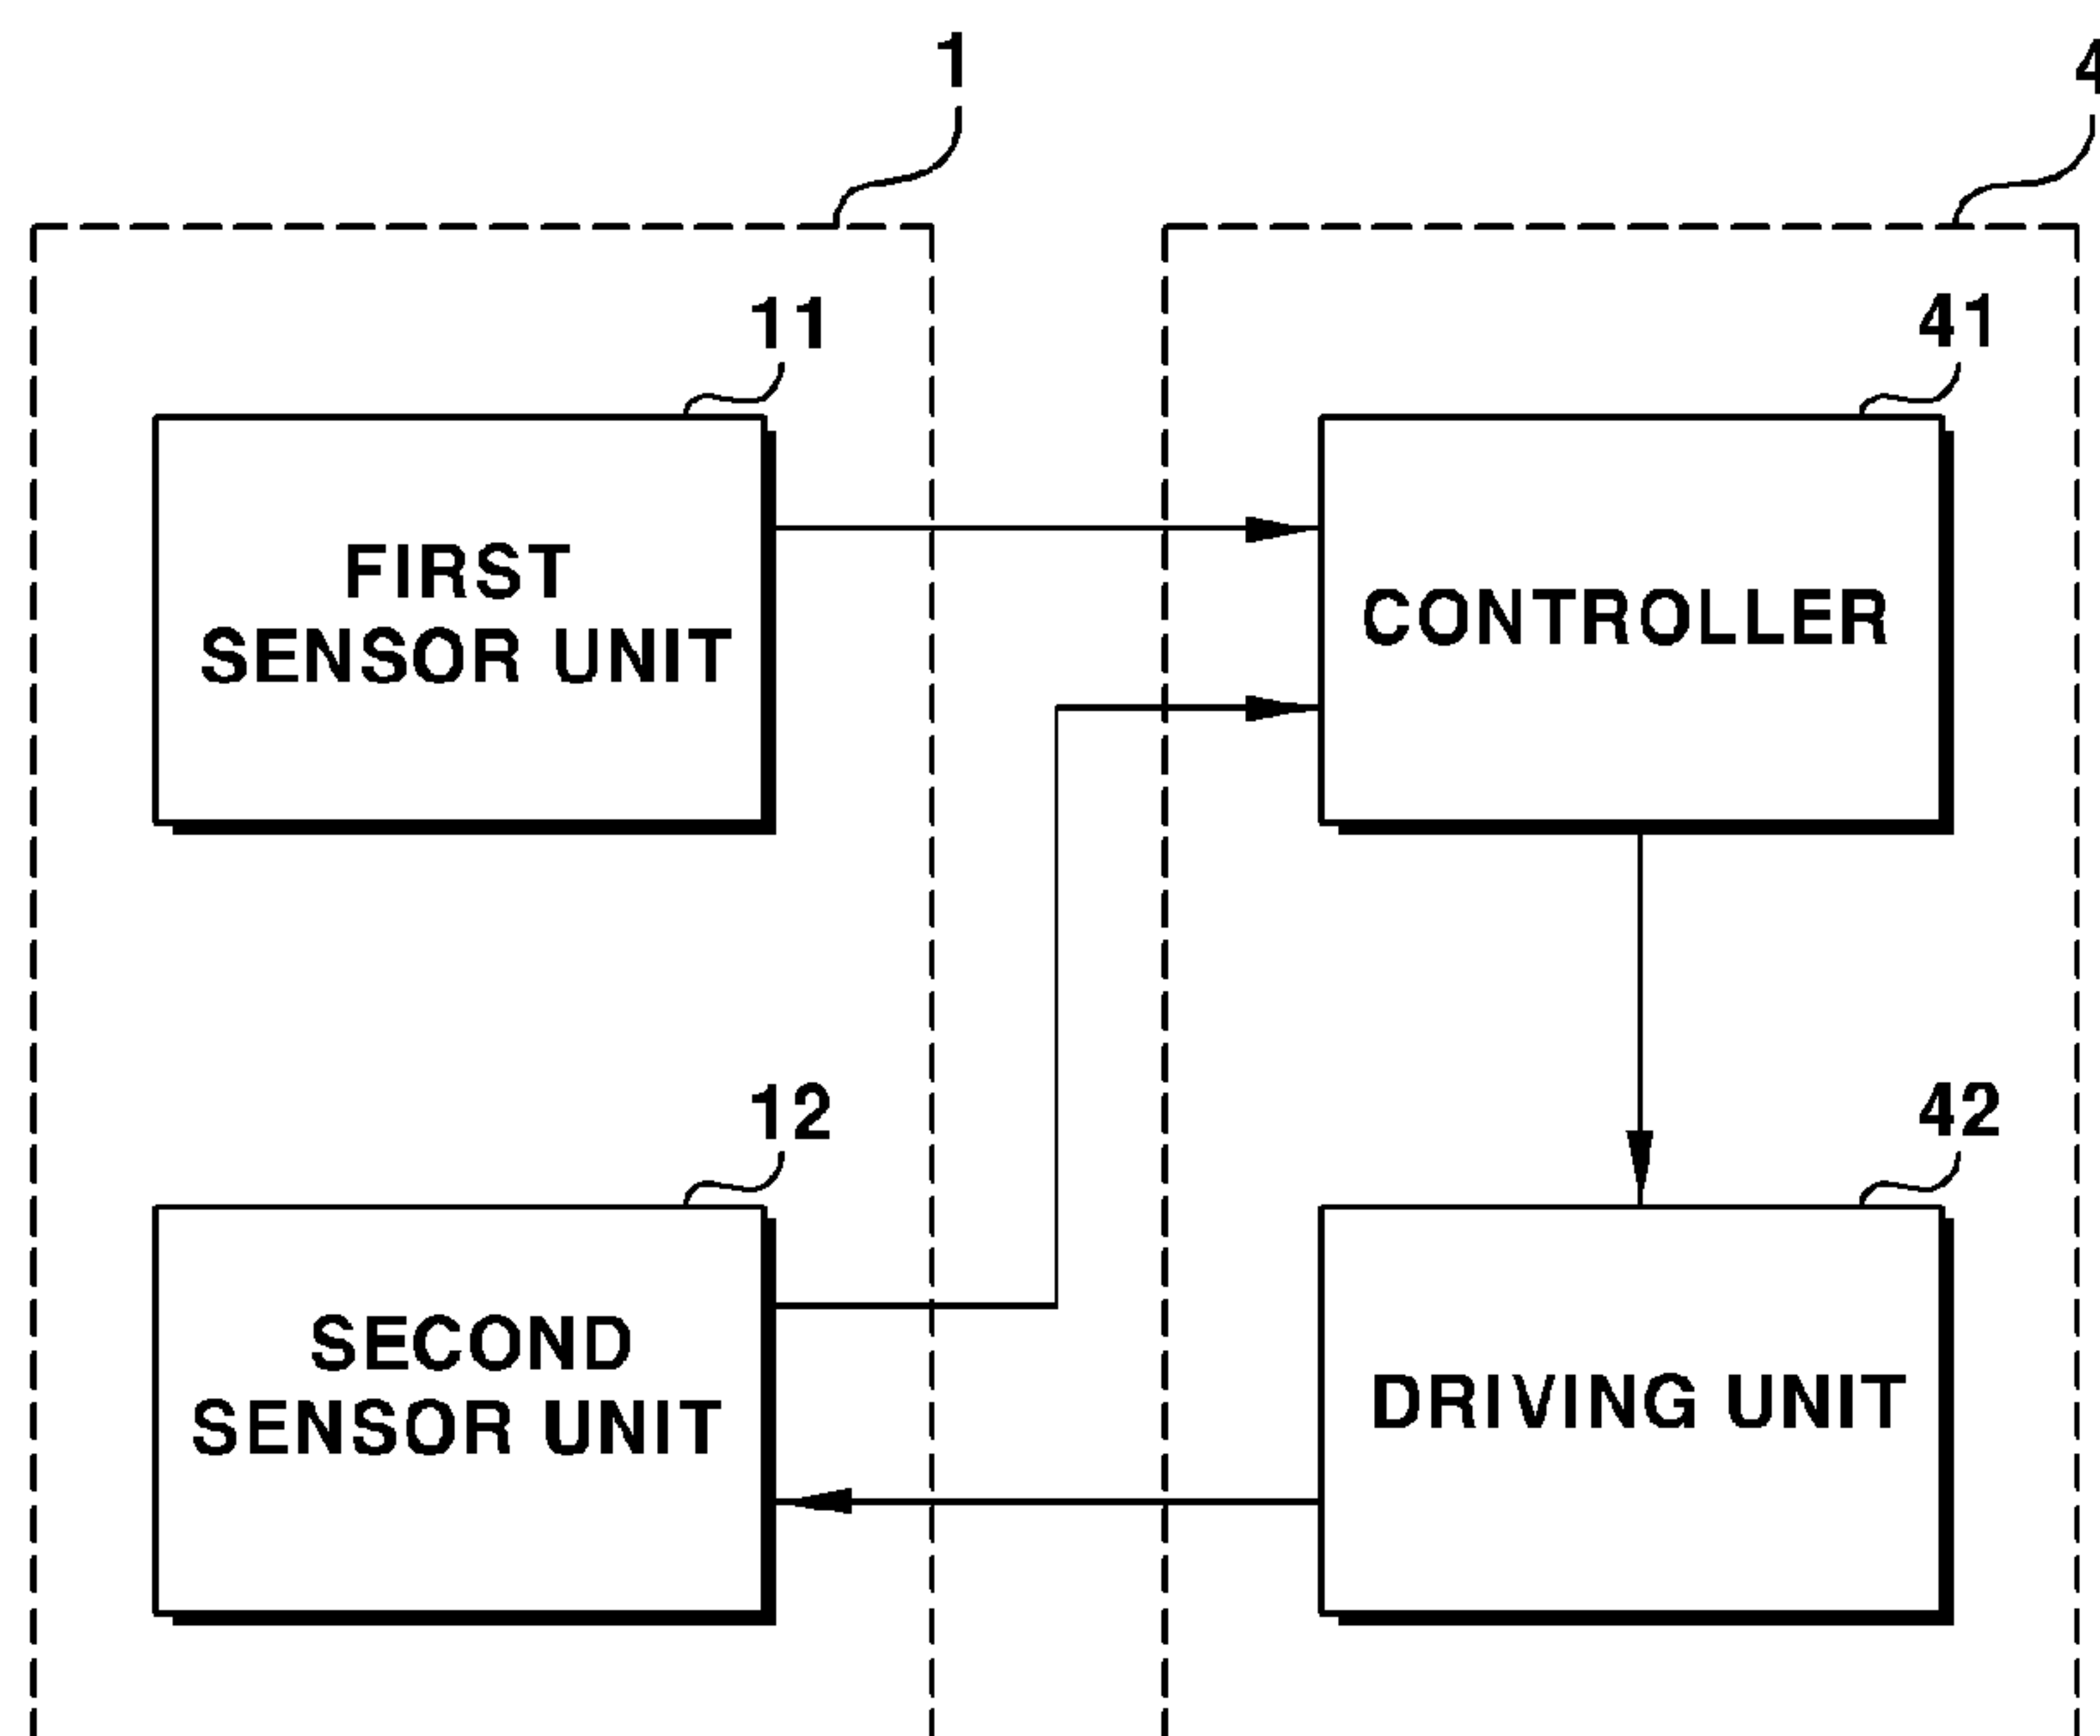 1
4
11
41
FIRST
SENSOR UNIT
CONTROLLER
12
42
SECOND
SENSOR UNIT
DRIVING UNIT